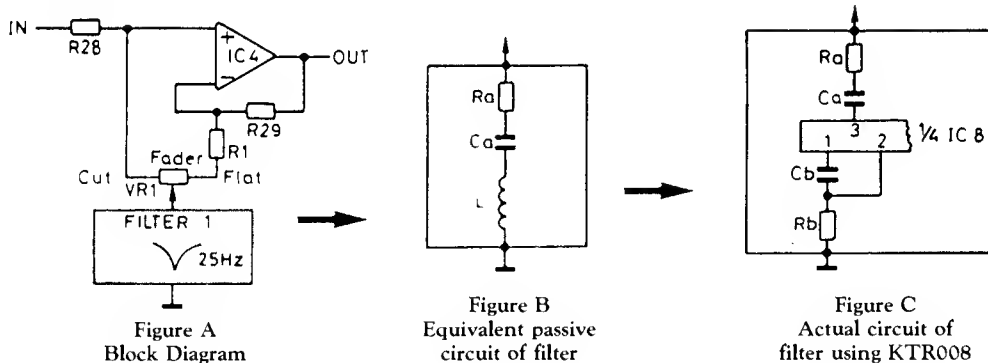 IN
R28
+
IC4
−
OUT
R29
R1
Fader
Cut
VR1
Flat
FILTER 1
25Hz
Figure A
Block Diagram
Ra
Ca
L
Figure B
Equivalent passive
circuit of filter
Ra
Ca
3
1
2
¼ IC 8
Cb
Rb
Figure C
Actual circuit of
filter using KTR008